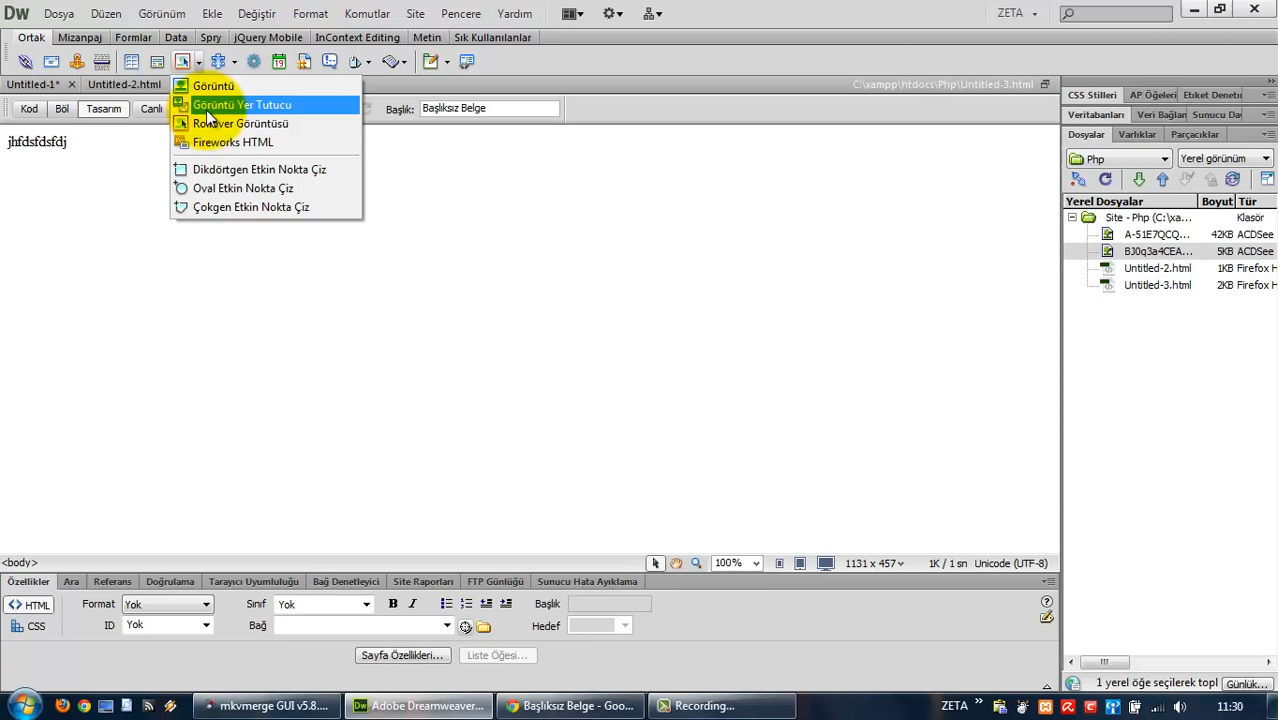 Dw Dosya Düzen Görünüm Ekle Değiştir Format Komutlar Site Pencere Yardım ZETA
Ortak Mizanpaj Formlar Data Spry jQuery Mobile InContext Editing Metin Sık Kullanılanlar
Untitled-1* Untitled-2.html C:\xampp\htdocs\Php\Untitled-3.html
Kod Böl Tasarım Canlı Başlık: Başlıksız Belge
Görüntü
Görüntü Yer Tutucu
Rollover Görüntüsü
Fireworks HTML
Dikdörtgen Etkin Nokta Çiz
Oval Etkin Nokta Çiz
Çokgen Etkin Nokta Çiz
jhfdsfdsfdj
CSS Stilleri AP Öğeleri Etiket Denetı
Veritabanları Veri Bağlan Sunucu Da
Dosyalar Varlıklar Parçacıklar
Php Yerel görünüm
Yerel Dosyalar Boyut Tür
Site - Php (C:\xa... Klasör
A-51E7QCQ... 42KB ACDSee
BJ0q3a4CEA... 5KB ACDSee
Untitled-2.html 1KB Firefox H
Untitled-3.html 2KB Firefox H
<body> 100% 1131 x 457 1K / 1 sn Unicode (UTF-8)
Özellikler Ara Referans Doğrulama Tarayıcı Uyumluluğu Bağ Denetleyici Site Raporları FTP Günlüğü Sunucu Hata Ayıklama
<> HTML Format Yok Sınıf Yok B I Başlık
CSS ID Yok Bağ Hedef
Sayfa Özellikleri... Liste Öğesi...
1 yerel öğe seçilerek topl Günlük...
mkvmerge GUI v5.8.... Adobe Dreamweaver... Başlıksız Belge - Goo... Recording... ZETA 11:30